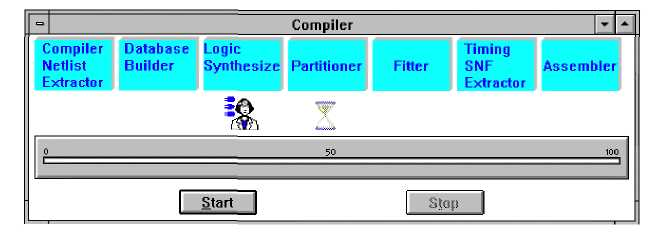 Compiler
Compiler Netlist Extractor
Database Builder
Logic Synthesize
Partitioner
Fitter
Timing SNF Extractor
Assembler
0 50 100
Start
Stop